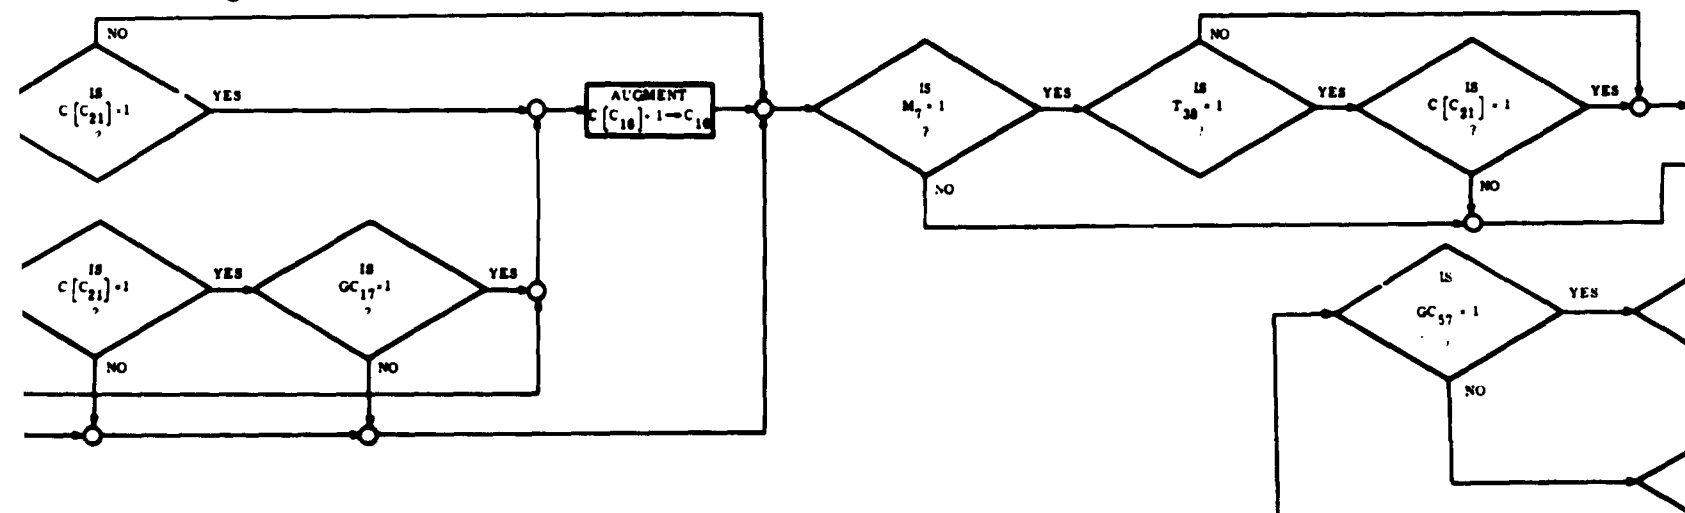 NO
IS
C[C21]=1
?
YES
AUGMENT
C[C16]+1→C16
IS
M7=1
?
YES
NO
NO
IS
T38=1
?
YES
IS
C[C21]=1
?
YES
NO
IS
C[C21]=1
?
YES
NO
IS
GC17=1
?
YES
NO
IS
GC57=1
?
YES
NO